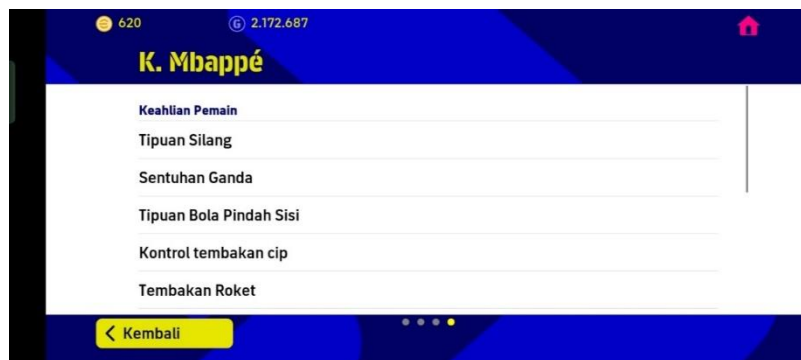 620
2.172.687
K. Mbappé
Keahlian Pemain
Tipuan Silang
Sentuhan Ganda
Tipuan Bola Pindah Sisi
Kontrol tembakan cip
Tembakan Roket
Kembali